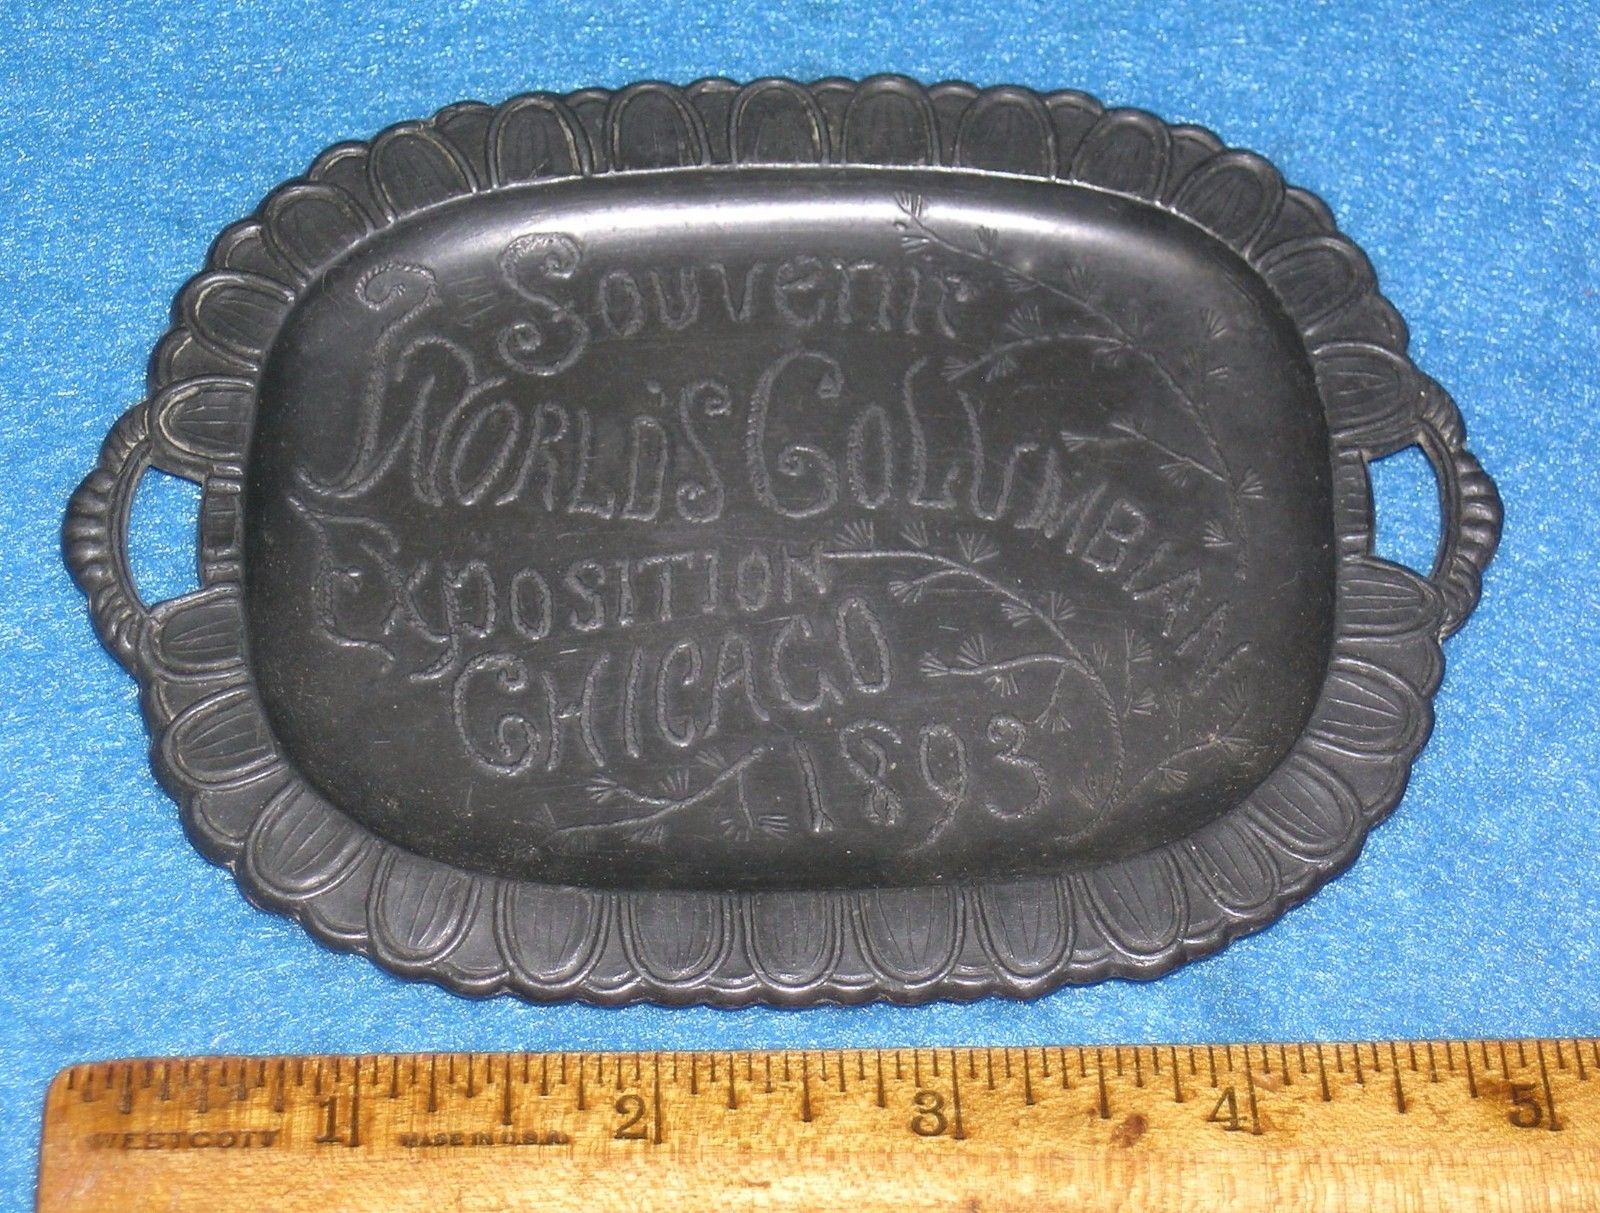 Souvenir
World's Columbian
Exposition
Chicago
1893
1 2 3 4 5
WESTCOTT MADE IN U.S.A.